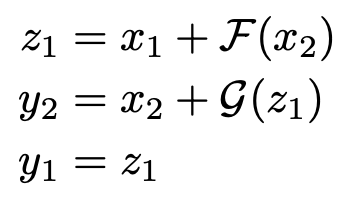 z₁ = x₁ + ℱ(x₂)
y₂ = x₂ + 𝒢(z₁)
y₁ = z₁